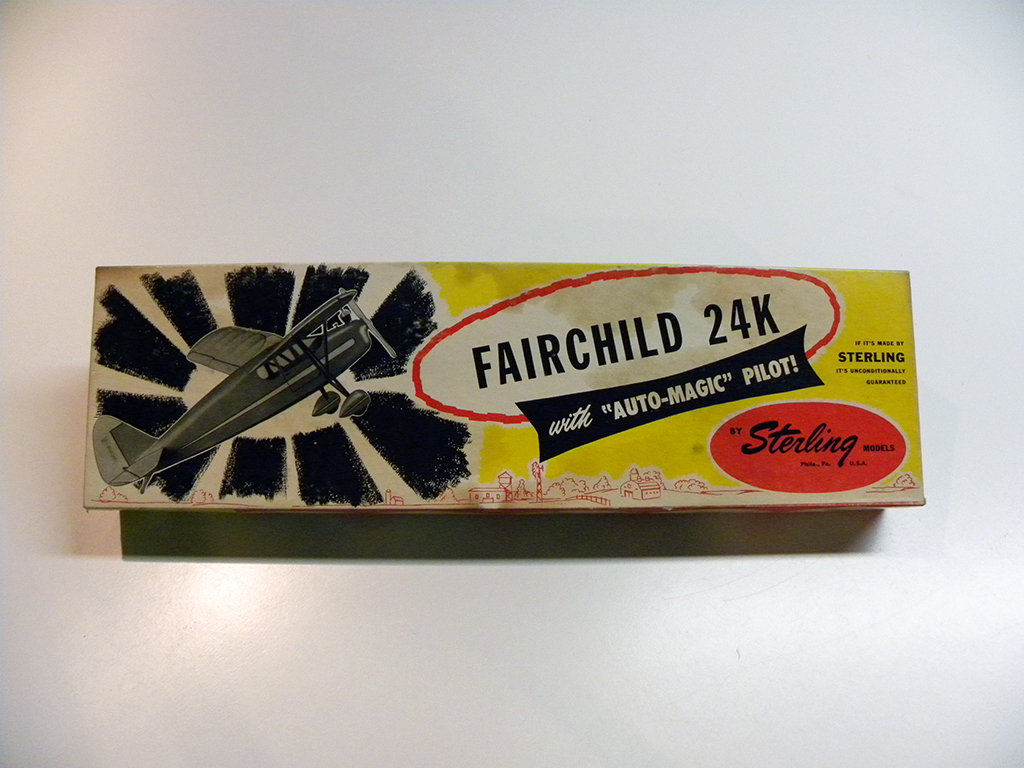 FAIRCHILD 24K
with "AUTO-MAGIC" PILOT!
IF IT'S MADE BY
STERLING
IT'S UNCONDITIONALLY
GUARANTEED
BY Sterling MODELS
Phila., Pa. U.S.A.